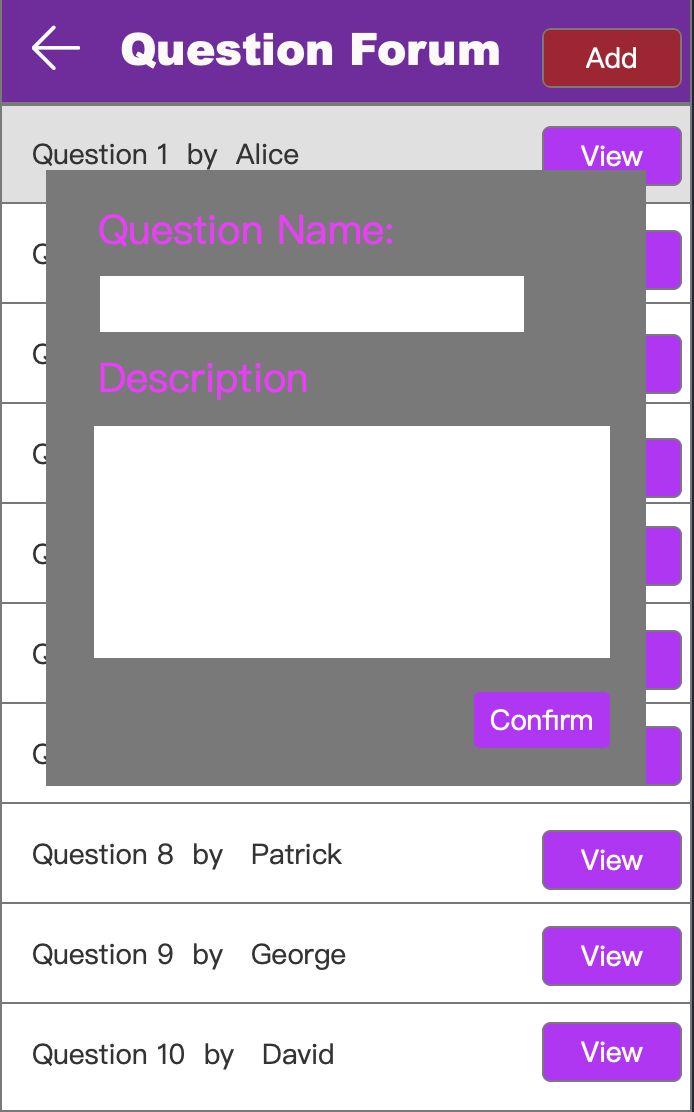 Question Forum
Add
Question 1 by Alice
View
Question Name:
Description
Confirm
Question 8 by Patrick
View
Question 9 by George
View
Question 10 by David
View